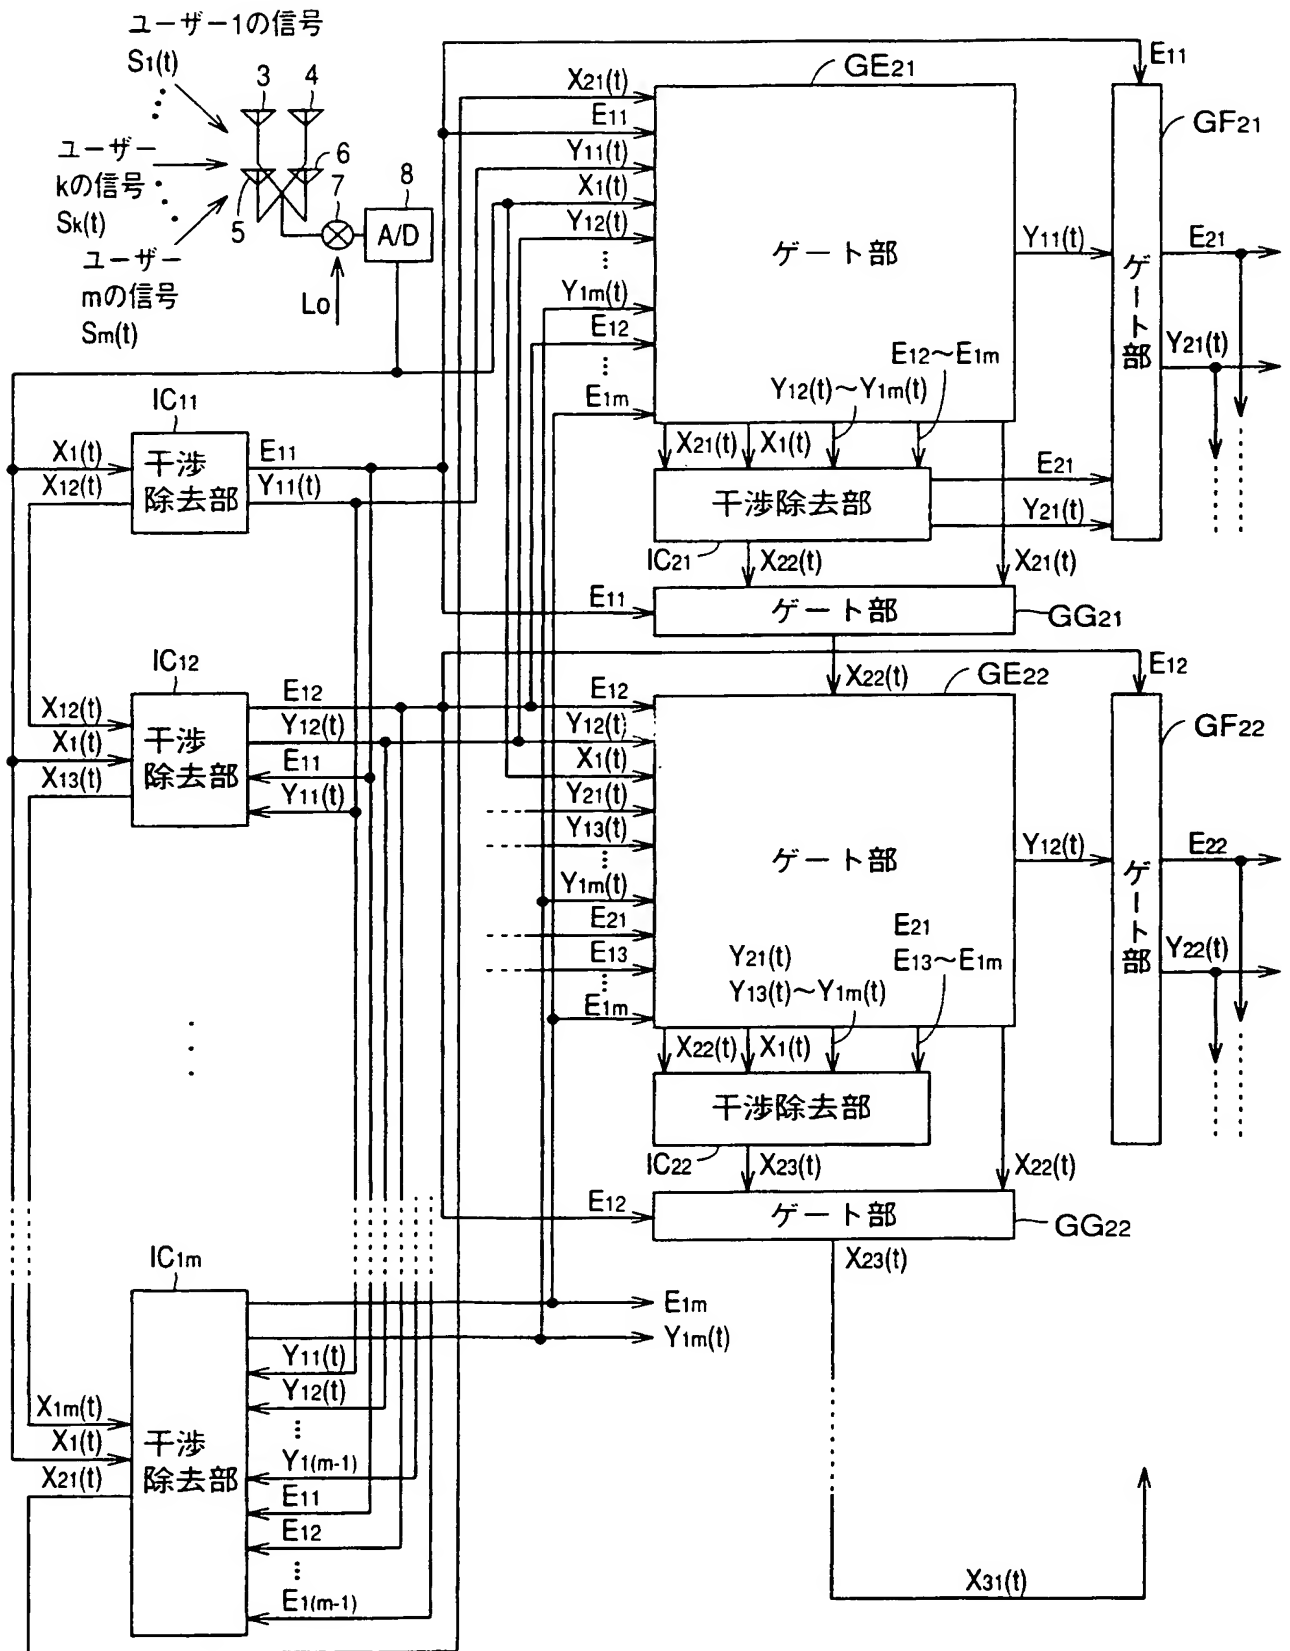 ユーザー1の信号
S1(t)
ユーザー
kの信号
Sk(t)
ユーザー
mの信号
Sm(t)
3
4
5
6
7
8
A/D
Lo
IC11
X1(t)
X12(t)
干渉
除去部
E11
Y11(t)
IC12
X12(t)
X1(t)
X13(t)
干渉
除去部
E12
Y12(t)
E11
Y11(t)
IC1m
X1m(t)
X1(t)
X21(t)
干渉
除去部
Y11(t)
Y12(t)
Y1(m-1)
E11
E12
E1(m-1)
E1m
Y1m(t)
GE21
X21(t)
E11
Y11(t)
X1(t)
Y12(t)
Y1m(t)
E12
E1m
ゲート部
E12~E1m
Y12(t)~Y1m(t)
X21(t)
X1(t)
干渉除去部
IC21
X22(t)
X21(t)
E11
ゲート部
GG21
X22(t)
Y11(t)
E21
Y21(t)
E11
GF21
ゲート部
E21
Y21(t)
GE22
E12
Y12(t)
X1(t)
Y21(t)
Y13(t)
Y1m(t)
E21
E13
E1m
ゲート部
E21
E13~E1m
Y21(t)
Y13(t)~Y1m(t)
X22(t)
X1(t)
干渉除去部
IC22
X23(t)
X22(t)
E12
ゲート部
GG22
X23(t)
Y12(t)
E12
GF22
ゲート部
E22
Y22(t)
X31(t)